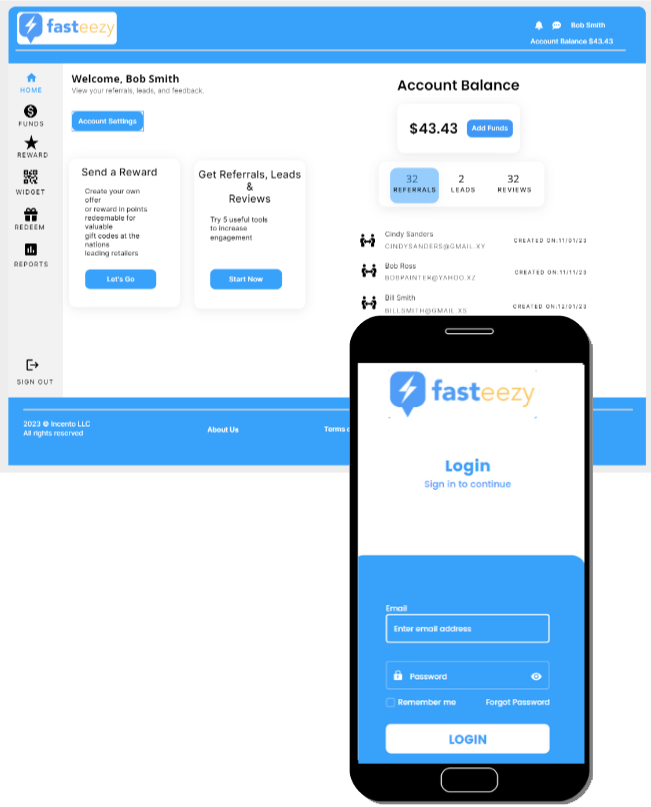 fasteezy
Bob Smith
Account Balance $43.43
HOME
FUNDS
REWARD
WIDGET
REDEEM
REPORTS
SIGN OUT
Welcome, Bob Smith
View your referrals, leads, and feedback.
Account Settings
Send a Reward
Create your own
offer
or reward in points
redeemable for
valuable
gift codes at the
nations
leading retailers
Let's Go
Get Referrals, Leads
&
Reviews
Try 5 useful tools
to increase
engagement
Start Now
Account Balance
$43.43
Add Funds
32
REFERRALS
2
LEADS
32
REVIEWS
Cindy Sanders
CINDYSANDERS@GMAIL.XY
CREATED ON:11/01/23
Bob Ross
BOBPAINTER@YAHOO.XZ
CREATED ON:11/11/23
Bill Smith
BILLSMITH@GMAIL.XS
CREATED ON:12/01/23
2023 @ Incento LLC
All rights reserved
About Us
Terms
fasteezy
Login
Sign in to continue
Email
Enter email address
Password
Remember me
Forgot Password
LOGIN